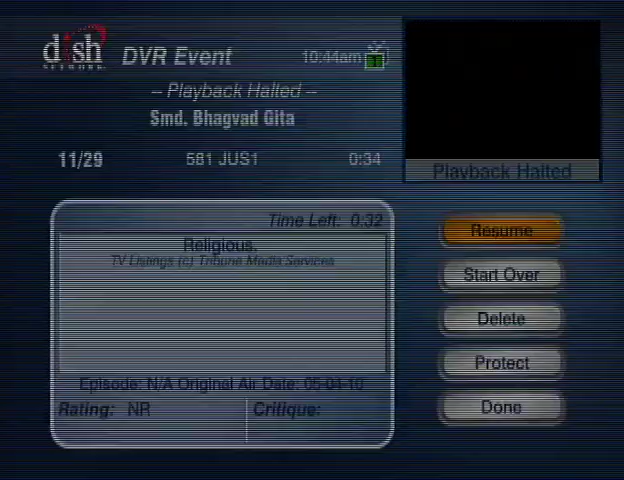 dish
NETWORK
DVR Event
10:44am
1
-- Playback Halted --
Smd. Bhagvad Gita
11/29 581 JUS1 0:34
Playback Halted
Time Left: 0:32
Religious.
TV Listings (c) Tribune Media Services
Episode: N/A Original Air Date: 05-04-10
Rating: NR Critique:
Resume
Start Over
Delete
Protect
Done